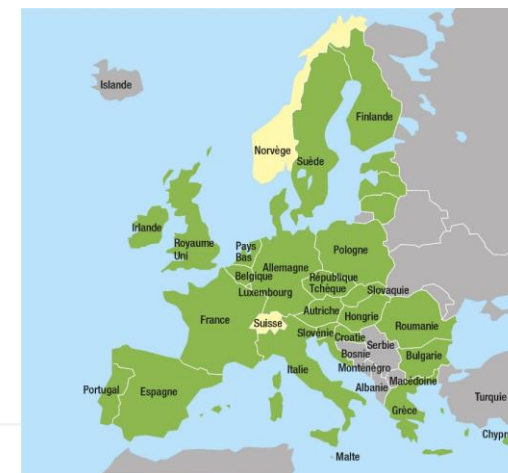 Islande
Finlande
Norvège
Suède
Irlande
Royaume
Uni
Pays
Bas
Pologne
Allemagne
Belgique
République
Tchèque
Luxembourg
Slovaquie
Autriche
Hongrie
France
Suisse
Roumanie
Slovénie
Croatie
Serbie
Bosnie
Bulgarie
Italie
Monténégro
Macédoine
Albanie
Portugal
Espagne
Turquie
Grèce
Chypr
Malte